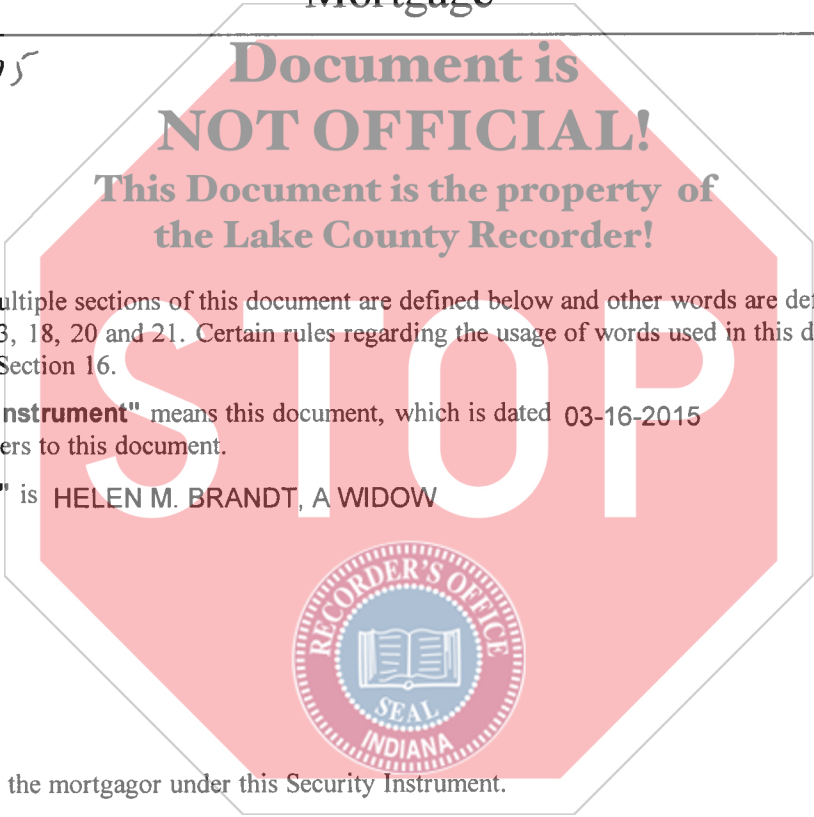 Mortgage
5
Document is
NOT OFFICIAL!
This Document is the property of
the Lake County Recorder!
ultiple sections of this document are defined below and other words are def
3, 18, 20 and 21. Certain rules regarding the usage of words used in this d
Section 16.
nstrument" means this document, which is dated 03-16-2015
ers to this document.
" is HELEN M. BRANDT, A WIDOW
STOP
RECORDER'S OFFICE
SEAL
INDIANA
the mortgagor under this Security Instrument.